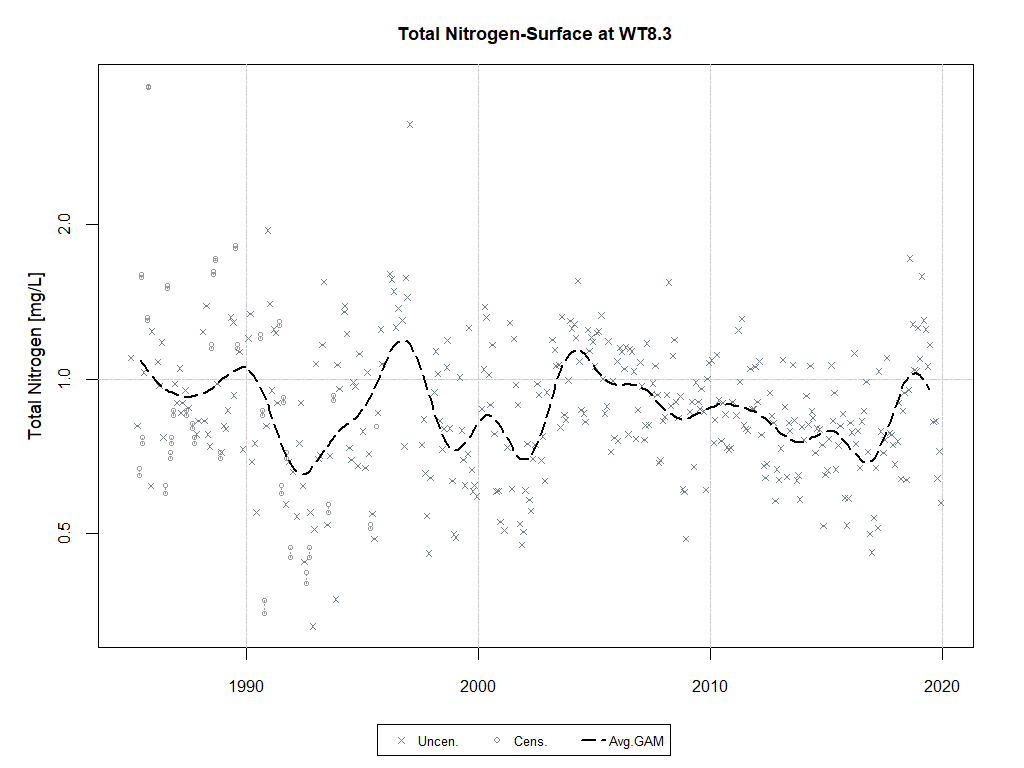 Total Nitrogen-Surface at WT8.3
Total Nitrogen [mg/L]
2.0
1.0
0.5
1990 2000 2010 2020
Uncen. Cens. Avg.GAM